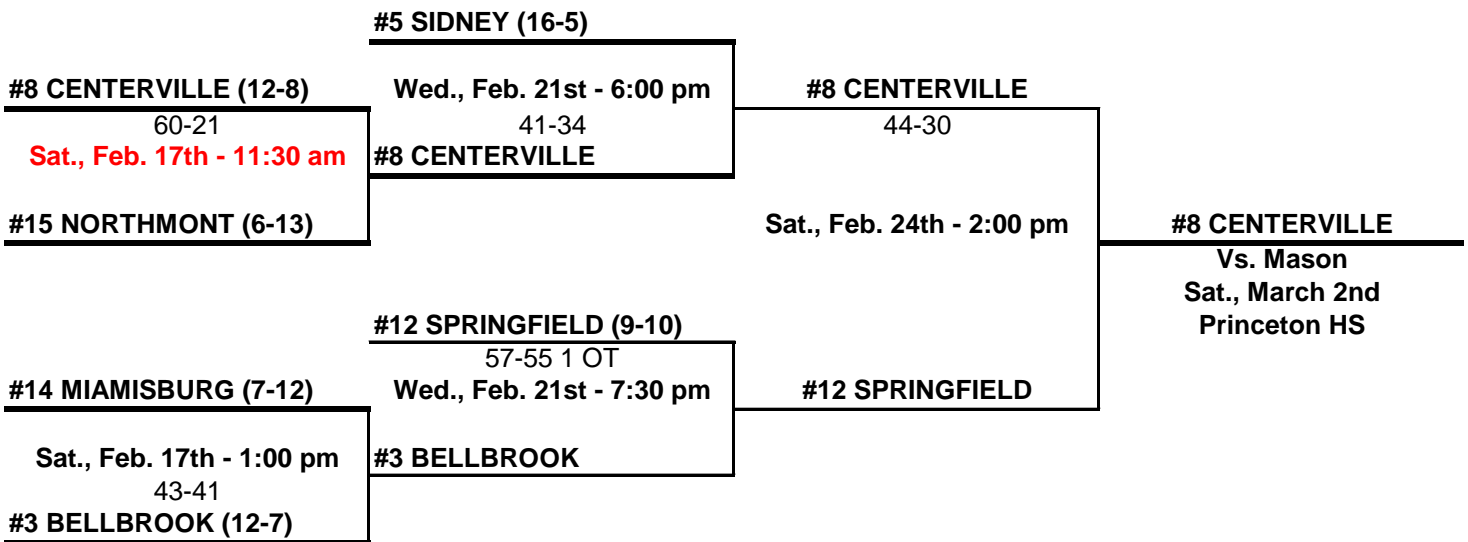 #5 SIDNEY (16-5)
#8 CENTERVILLE (12-8)
Wed., Feb. 21st - 6:00 pm
#8 CENTERVILLE
60-21
41-34
44-30
Sat., Feb. 17th - 11:30 am
#8 CENTERVILLE
#15 NORTHMONT (6-13)
Sat., Feb. 24th - 2:00 pm
#8 CENTERVILLE
Vs. Mason
Sat., March 2nd
Princeton HS
#12 SPRINGFIELD (9-10)
57-55 1 OT
#14 MIAMISBURG (7-12)
Wed., Feb. 21st - 7:30 pm
#12 SPRINGFIELD
Sat., Feb. 17th - 1:00 pm
#3 BELLBROOK
43-41
#3 BELLBROOK (12-7)